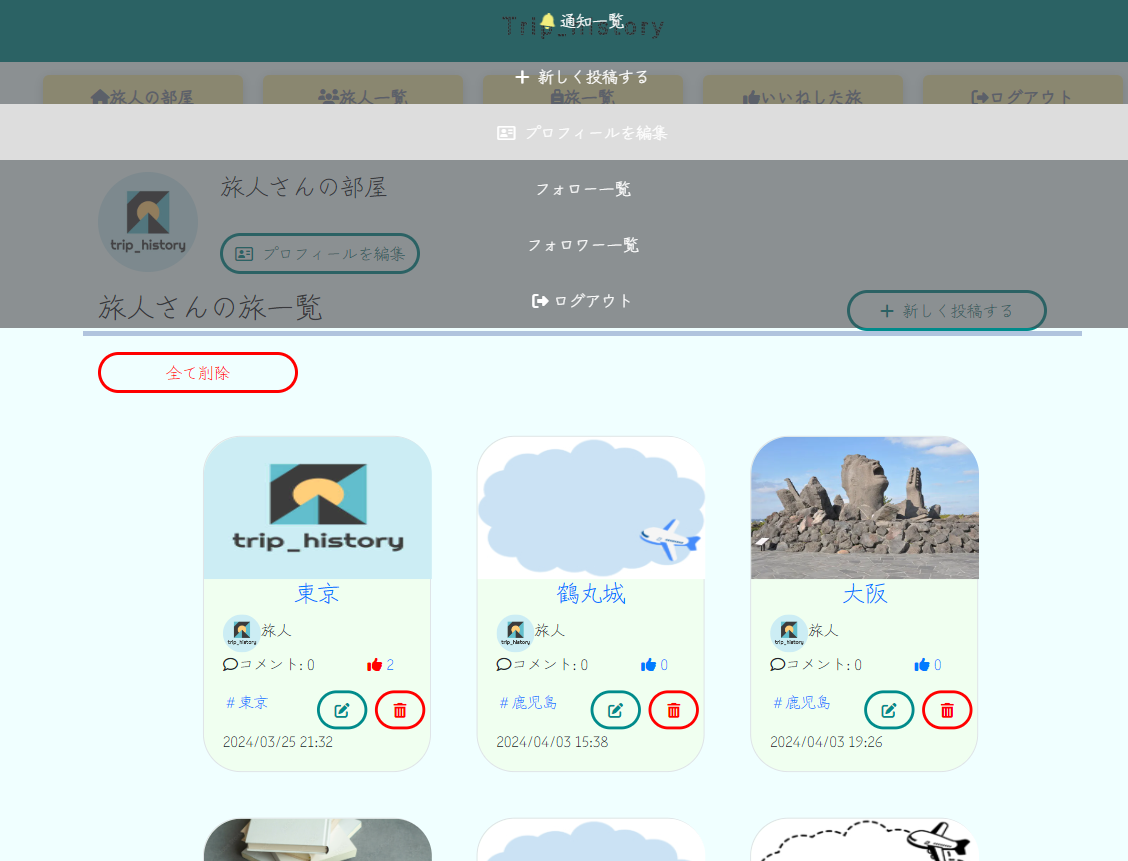 Trip_history
通知一覧
新しく投稿する
旅人の部屋
旅人一覧
旅一覧
いいねした旅
ログアウト
プロフィールを編集
フォロー一覧
フォロワー一覧
ログアウト
trip_history
旅人さんの部屋
プロフィールを編集
旅人さんの旅一覧
新しく投稿する
全て削除
trip_history
東京
trip_history
旅人
コメント: 0
2
#東京
2024/03/25 21:32
鶴丸城
trip_history
旅人
コメント: 0
0
#鹿児島
2024/04/03 15:38
大阪
trip_history
旅人
コメント: 0
0
#鹿児島
2024/04/03 19:26